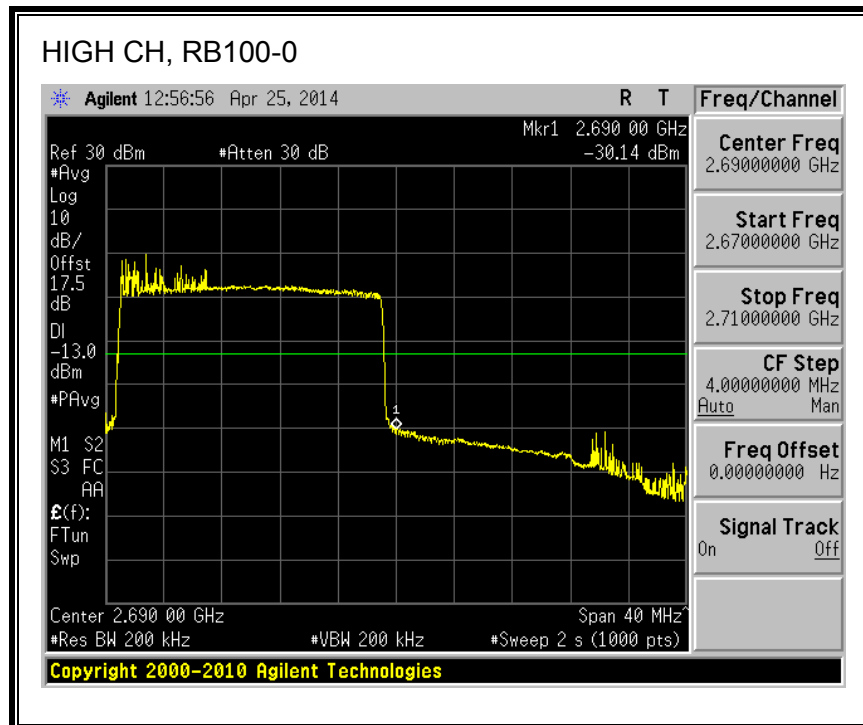 HIGH CH, RB100-0
Agilent 12:56:56 Apr 25, 2014 R T
Mkr1 2.690 00 GHz
Ref 30 dBm #Atten 30 dB -30.14 dBm
#Avg
Log
10
dB/
Offst
17.5
dB
DI
-13.0
dBm
#PAvg
1
M1 S2
S3 FC
AA
£(f):
FTun
Swp
Center 2.690 00 GHz Span 40 MHz^
#Res BW 200 kHz #VBW 200 kHz #Sweep 2 s (1000 pts)
Copyright 2000-2010 Agilent Technologies
Freq/Channel
Center Freq
2.69000000 GHz
Start Freq
2.67000000 GHz
Stop Freq
2.71000000 GHz
CF Step
4.00000000 MHz
Auto Man
Freq Offset
0.00000000 Hz
Signal Track
On Off